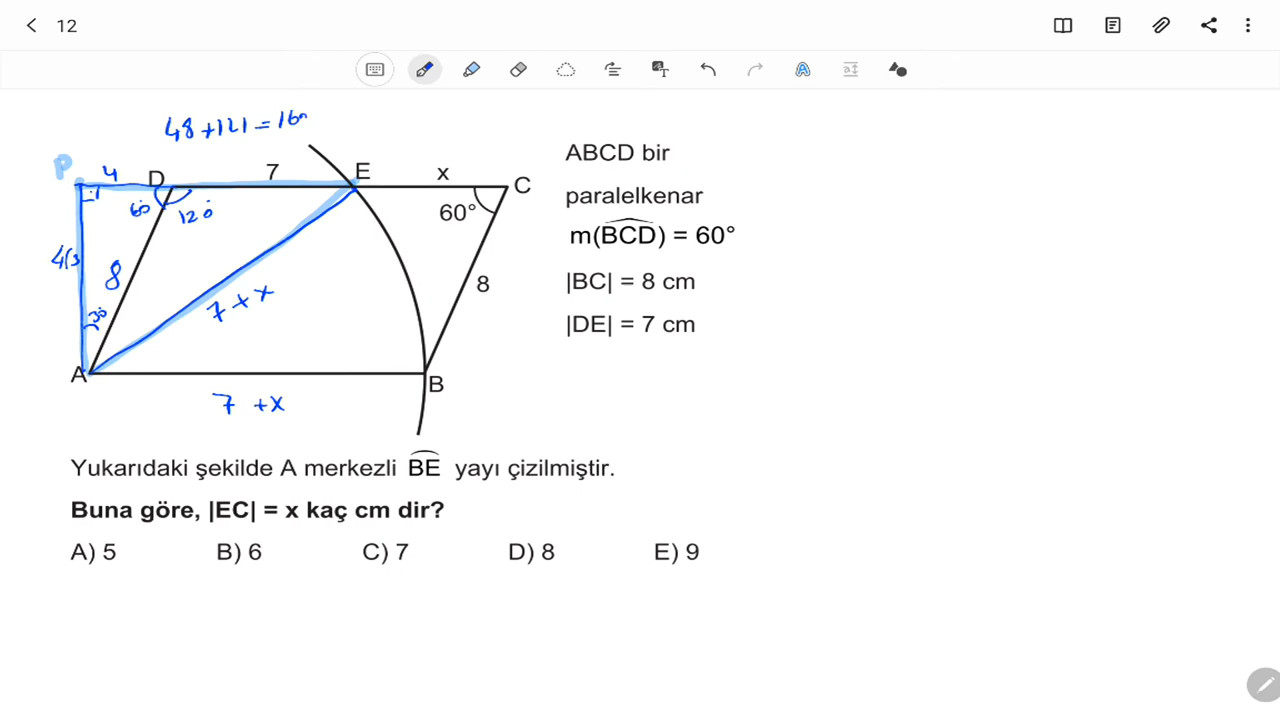 12
48+121=169
P
4
D
7
E
x
C
60°
120°
60°
4√3
8
30°
7+x
8
A
B
7 +x
ABCD bir
paralelkenar
m(BCD) = 60°
|BC| = 8 cm
|DE| = 7 cm
Yukarıdaki şekilde A merkezli BE yayı çizilmiştir.
Buna göre, |EC| = x kaç cm dir?
A) 5 B) 6 C) 7 D) 8 E) 9